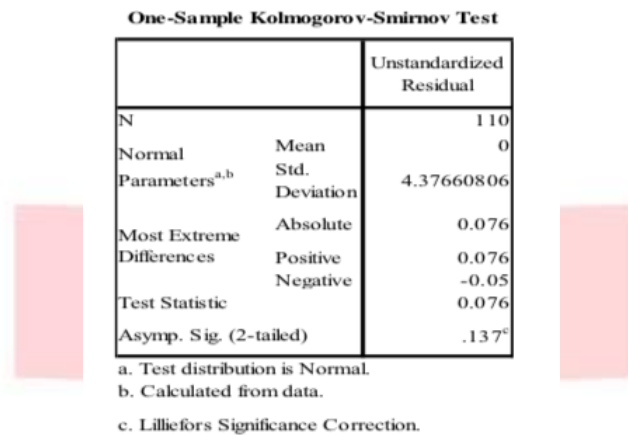 One-Sample Kolmogorov-Smirnov Test
Unstandardized
Residual
N 110
Normal Parameters a,b Mean 0
Std. Deviation 4.37660806
Most Extreme Differences Absolute 0.076
Positive 0.076
Negative -0.05
Test Statistic 0.076
Asymp. Sig. (2-tailed) .137c
a. Test distribution is Normal.
b. Calculated from data.
c. Lilliefors Significance Correction.